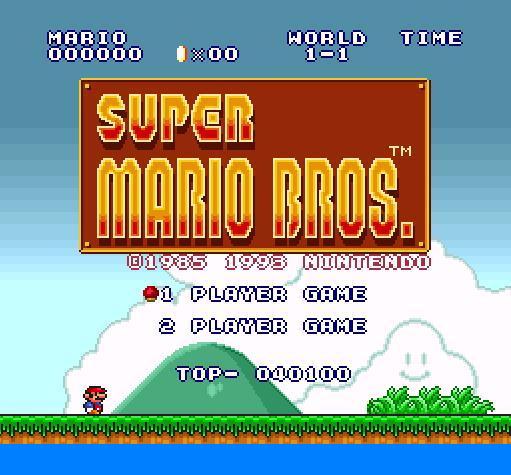 MARIO WORLD TIME
000000 ×00 1-1
SUPER
MARIO BROS.™
©1985 1998 NINTENDO
1 PLAYER GAME
2 PLAYER GAME
TOP- 040100